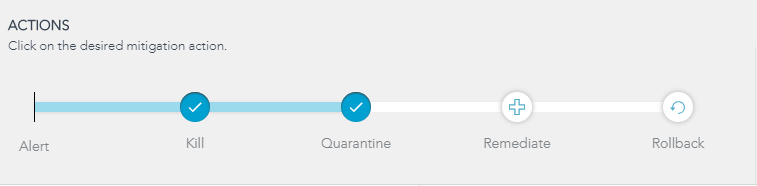 ACTIONS
Click on the desired mitigation action.
Alert Kill Quarantine Remediate Rollback